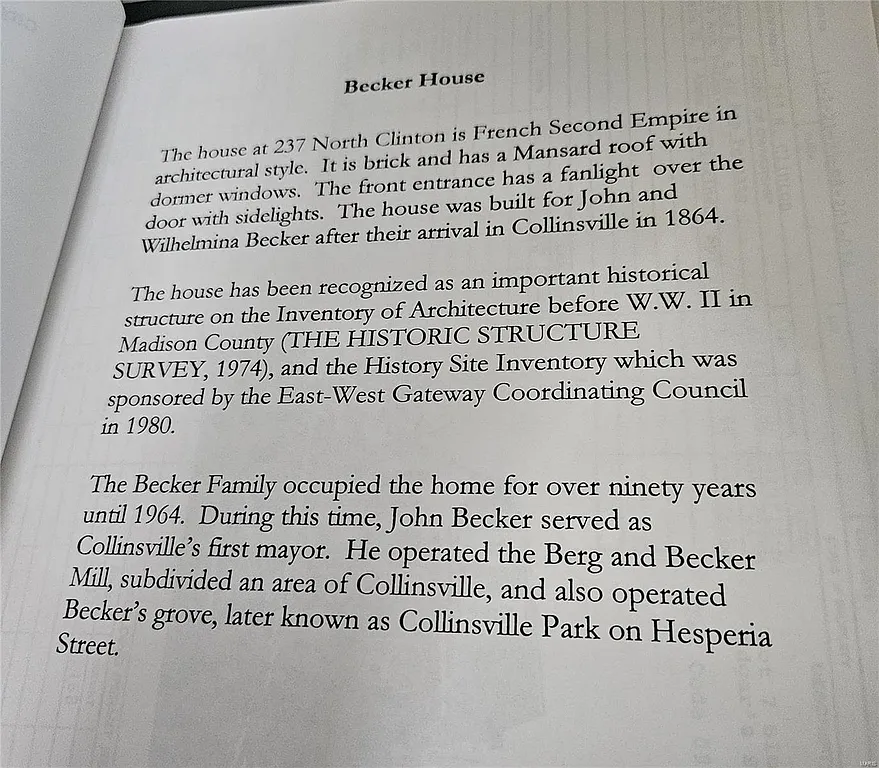 Becker House
The house at 237 North Clinton is French Second Empire in
architectural style. It is brick and has a Mansard roof with
dormer windows. The front entrance has a fanlight over the
door with sidelights. The house was built for John and
Wilhelmina Becker after their arrival in Collinsville in 1864.
The house has been recognized as an important historical
structure on the Inventory of Architecture before W.W. II in
Madison County (THE HISTORIC STRUCTURE
SURVEY, 1974), and the History Site Inventory which was
sponsored by the East-West Gateway Coordinating Council
in 1980.
The Becker Family occupied the home for over ninety years
until 1964. During this time, John Becker served as
Collinsville's first mayor. He operated the Berg and Becker
Mill, subdivided an area of Collinsville, and also operated
Becker's grove, later known as Collinsville Park on Hesperia
Street.